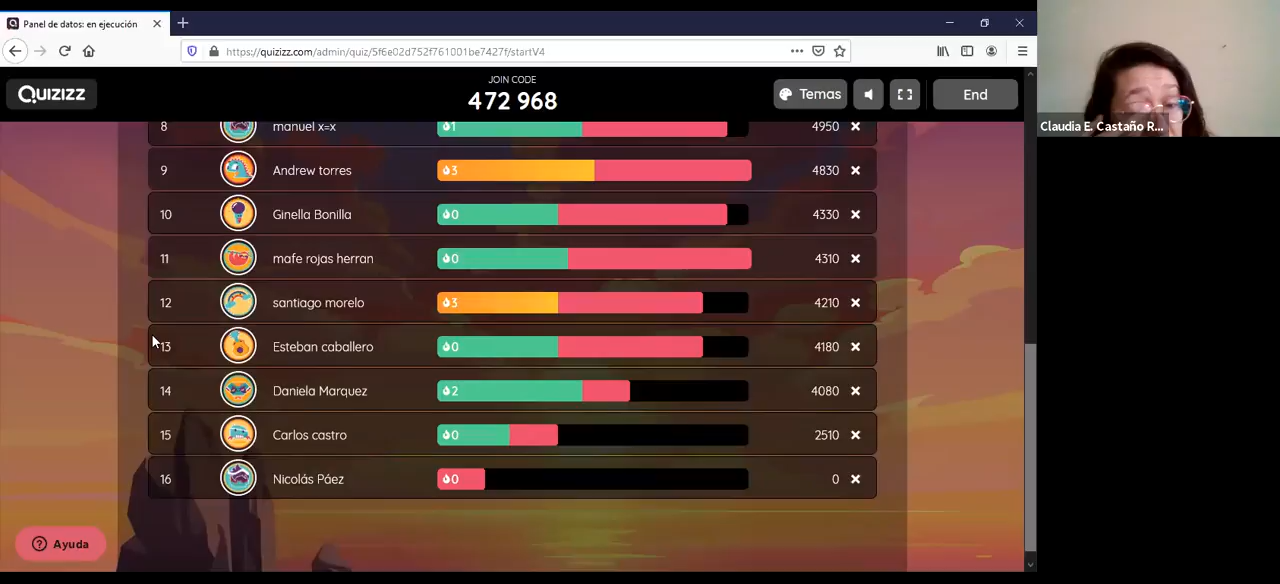 Panel de datos: en ejecución
https://quizizz.com/admin/quiz/5f6e02d752f761001be7427f/startV4
QUIZIZZ
JOIN CODE
472 968
Temas
End
8 manuel x=x 1 4950
9 Andrew torres 3 4830
10 Ginella Bonilla 0 4330
11 mafe rojas herran 0 4310
12 santiago morelo 3 4210
13 Esteban caballero 0 4180
14 Daniela Marquez 2 4080
15 Carlos castro 0 2510
16 Nicolás Páez 0 0
Ayuda
Claudia E. Castaño R...